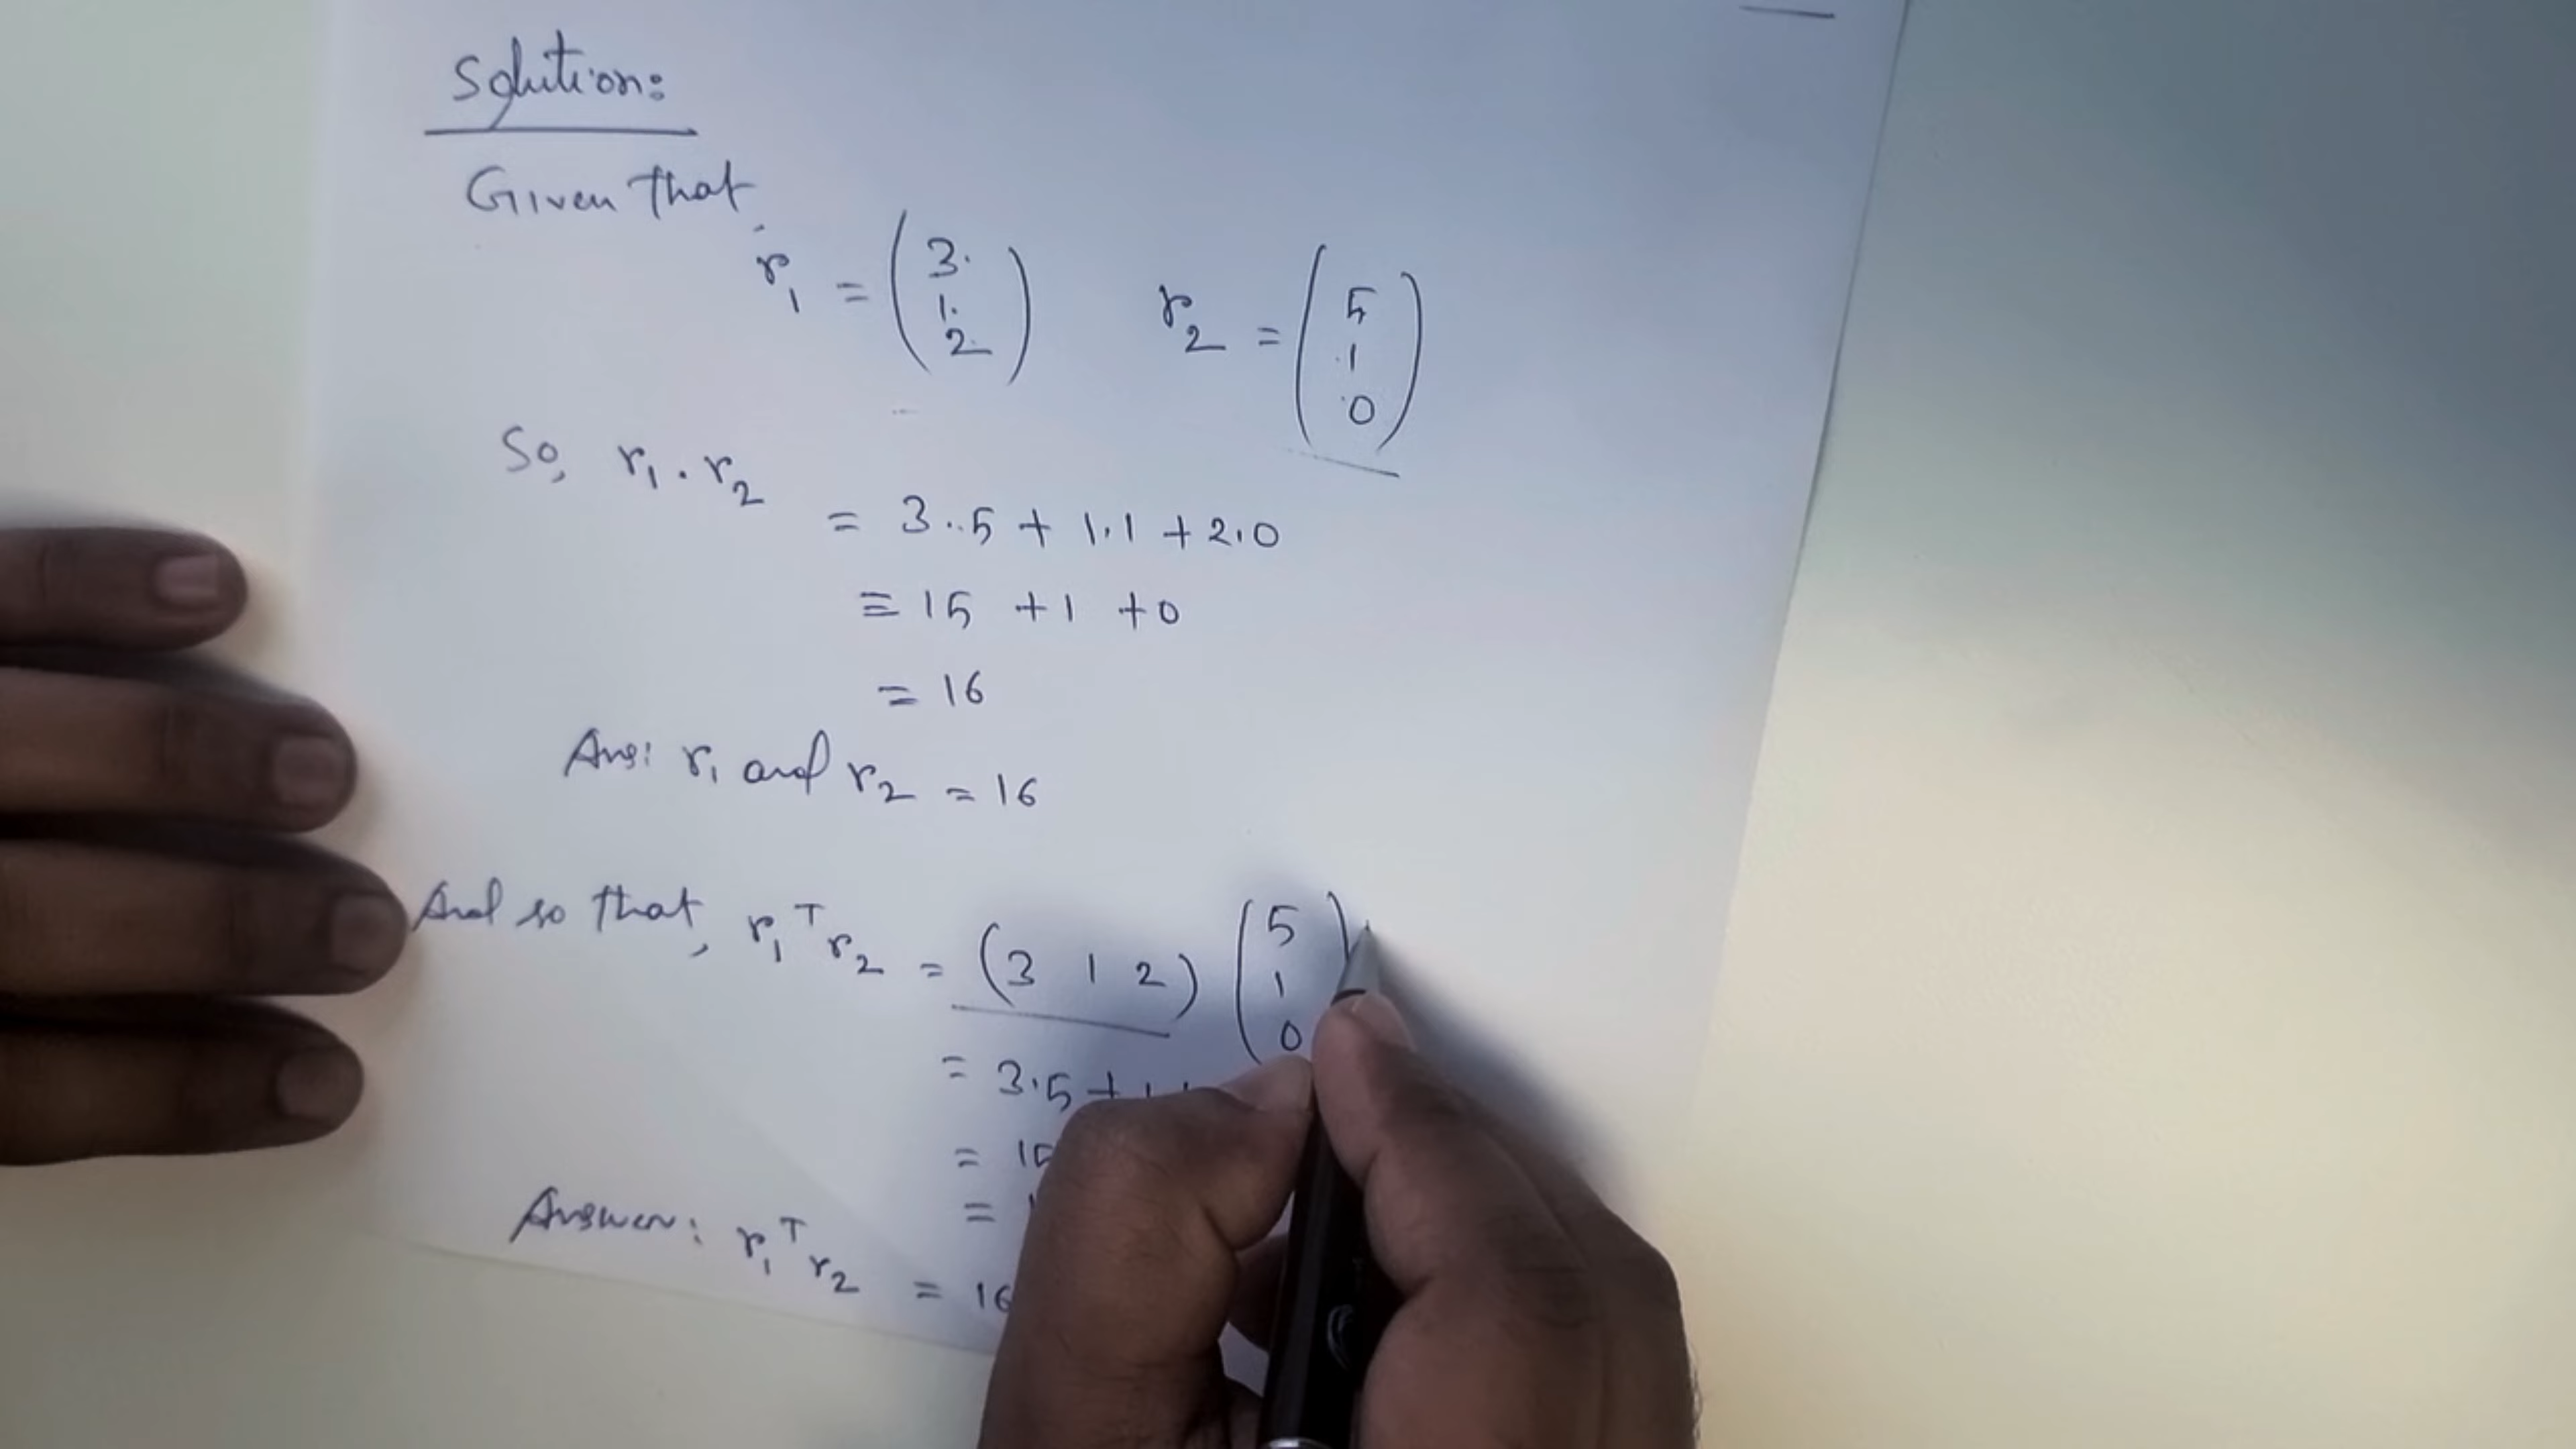 Solution:
Given that,
r₁ = (3 1 2) r₂ = (5 1 0)
So, r₁ . r₂
= 3..5 + 1.1 + 2.0
= 15 + 1 + 0
= 16
Ans: r₁ and r₂ = 16
And so that, r₁ᵀ r₂ = (3 1 2) (5 1 0)
= 3.5 +
=
=
Answer: r₁ᵀ r₂ = 16